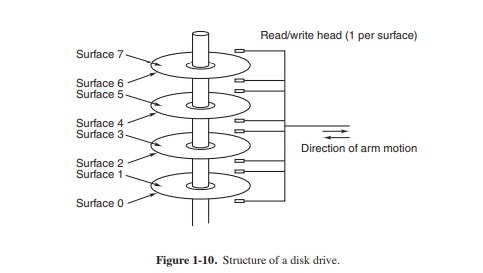 Read/write head (1 per surface)
Surface 7
Surface 6
Surface 5
Surface 4
Surface 3
Direction of arm motion
Surface 2
Surface 1
Surface 0
Figure 1-10. Structure of a disk drive.